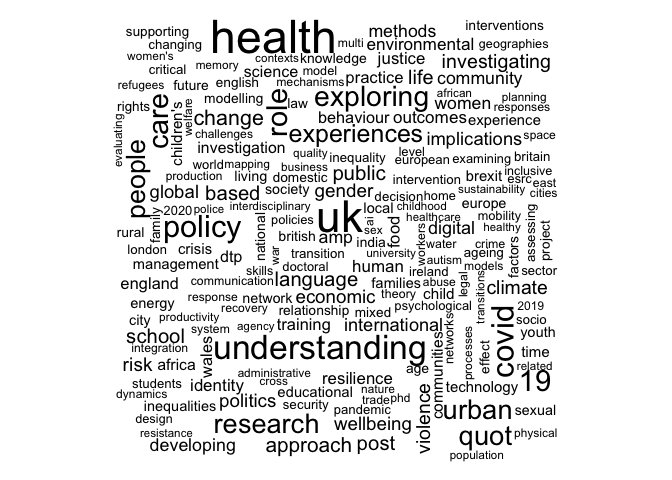 supporting health methods interventions
changing multi environmental geographies
women's contexts knowledge justice investigating
critical memory science model
refugees future english mechanisms practice life community
rights care modelling role law exploring african women planning
children's welfare change behaviour outcomes experience responses
evaluating challenges experiences implications space
people investigation quality inequality level european examining britain
world mapping business
production living domestic public intervention brexit inclusive
global based society gender decision home esrc east
sustainability cities
family 2020 police interdisciplinary uk local childhood europe
rural policy national policies ai sex food healthcare mobility
british amp india workers digital healthy assessing project
london crisis dtp war transition university water crime factors
management skills doctoral human ireland autism ageing models sector
england communication language families abuse legal transitions climate
energy response network economic theory child
recovery relationship mixed psychological covid 2019
city productivity system agency training international networks socio
school wales understanding communities processes effect youth
integration time
risk africa age related
students identity administrative cross resilience technology 19
dynamics educational nature
inequalities politics security trade phd violence urban sexual
design pandemic
resistance research wellbeing quot physical
developing approach post
population